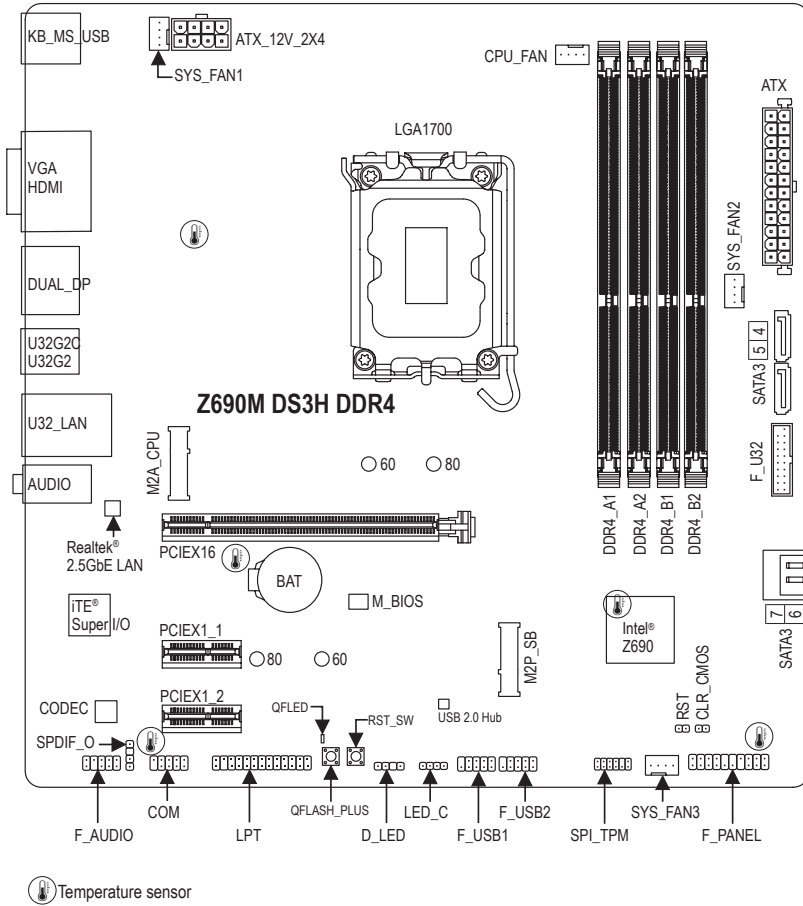 KB_MS_USB
ATX_12V_2X4
SYS_FAN1
CPU_FAN
ATX
LGA1700
VGA
HDMI
SYS_FAN2
DUAL_DP
U32G2C
U32G2
5 4
SATA3
Z690M DS3H DDR4
U32_LAN
M2A_CPU
60
80
F_U32
AUDIO
DDR4_A1
DDR4_A2
DDR4_B1
DDR4_B2
Realtek®
2.5GbE LAN
PCIEX16
BAT
M_BIOS
iTE®
Super I/O
Intel®
Z690
7 6
SATA3
PCIEX1_1
80
60
M2P_SB
PCIEX1_2
CODEC
QFLED
RST_SW
USB 2.0 Hub
RST
CLR_CMOS
SPDIF_O
F_AUDIO
COM
LPT
QFLASH_PLUS
D_LED
LED_C
F_USB1
F_USB2
SPI_TPM
SYS_FAN3
F_PANEL
Temperature sensor